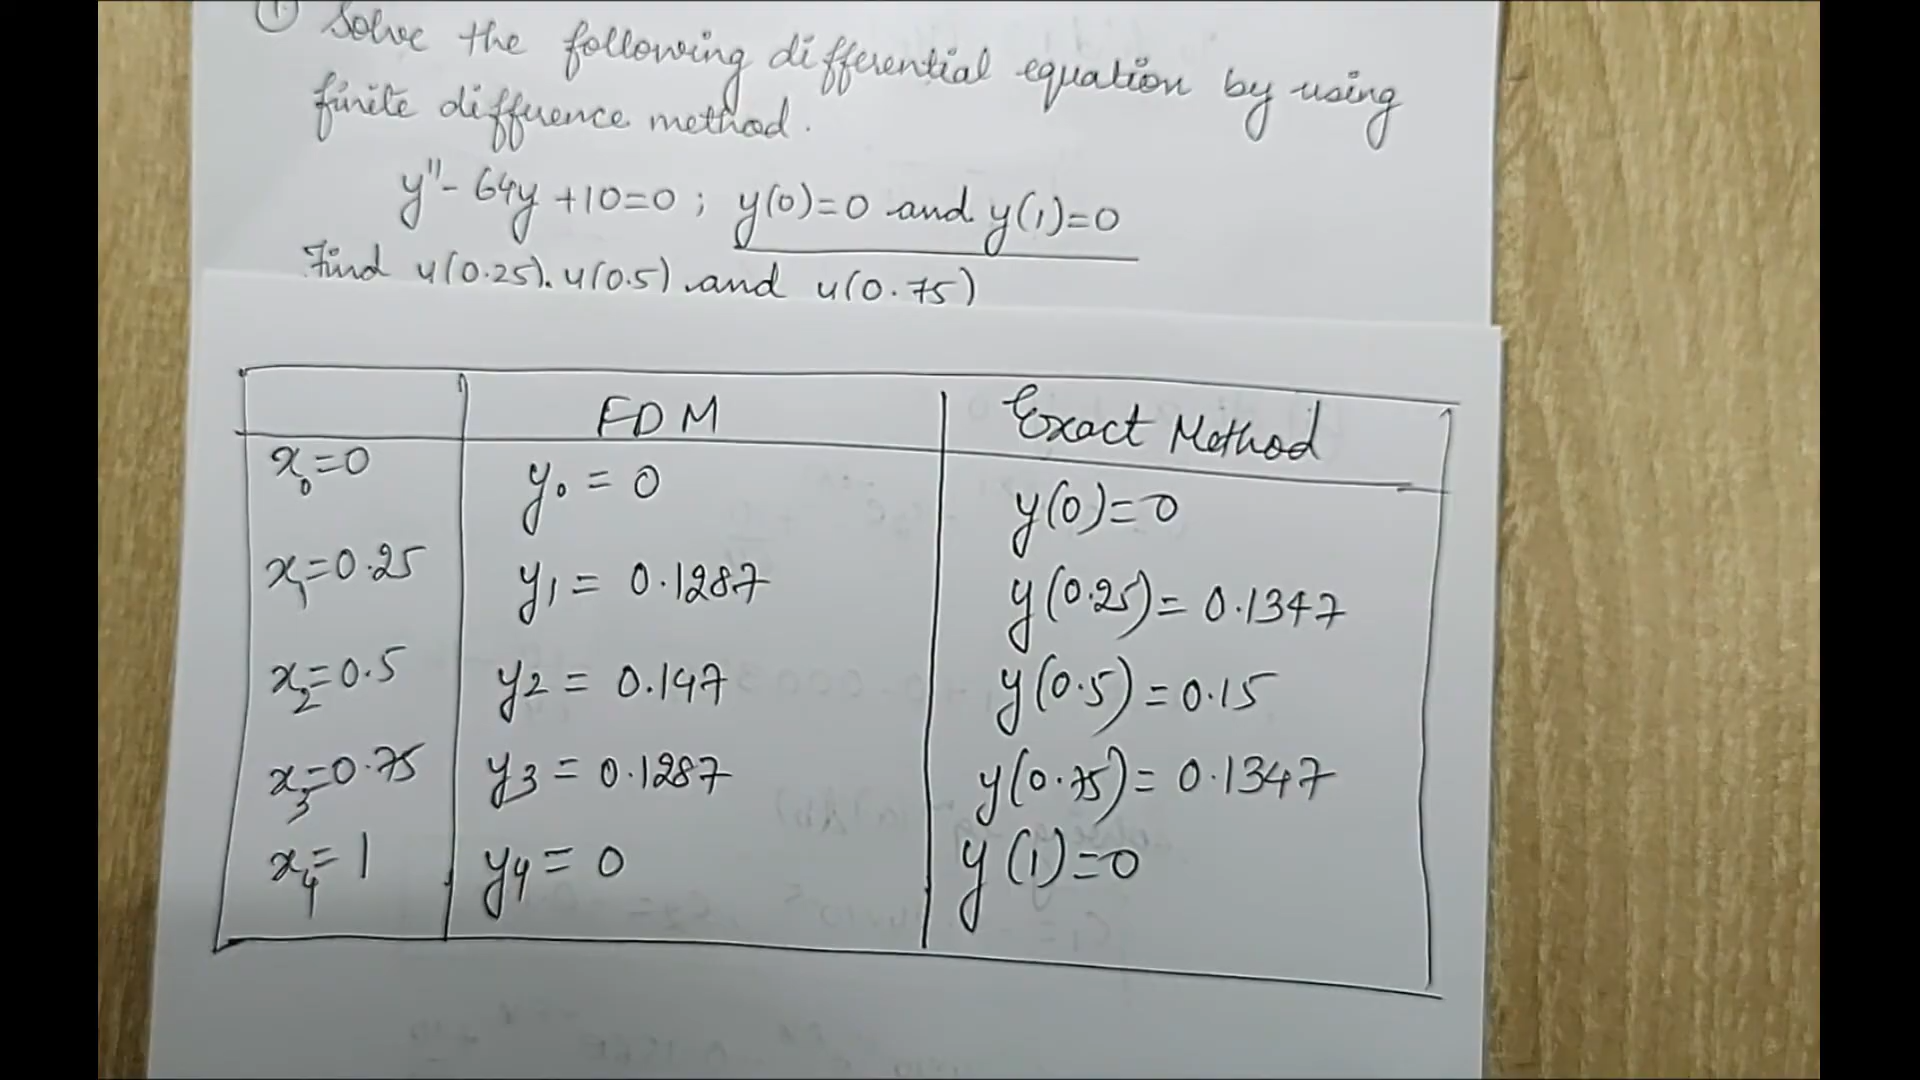 ① Solve the following differential equation by using
finite difference method.
y"- 64y +10=0 ; y(0)=0 and y(1)=0
Find y(0.25), y(0.5) and y(0.75)
FDM Exact Method
x₀=0 y₀ = 0 y(0)=0
x₁=0.25 y₁ = 0.1287 y(0.25)= 0.1347
x₂=0.5 y₂ = 0.147 y(0.5)=0.15
x₃=0.75 y₃ = 0.1287 y(0.75)= 0.1347
x₄= 1 y₄= 0 y(1)=0